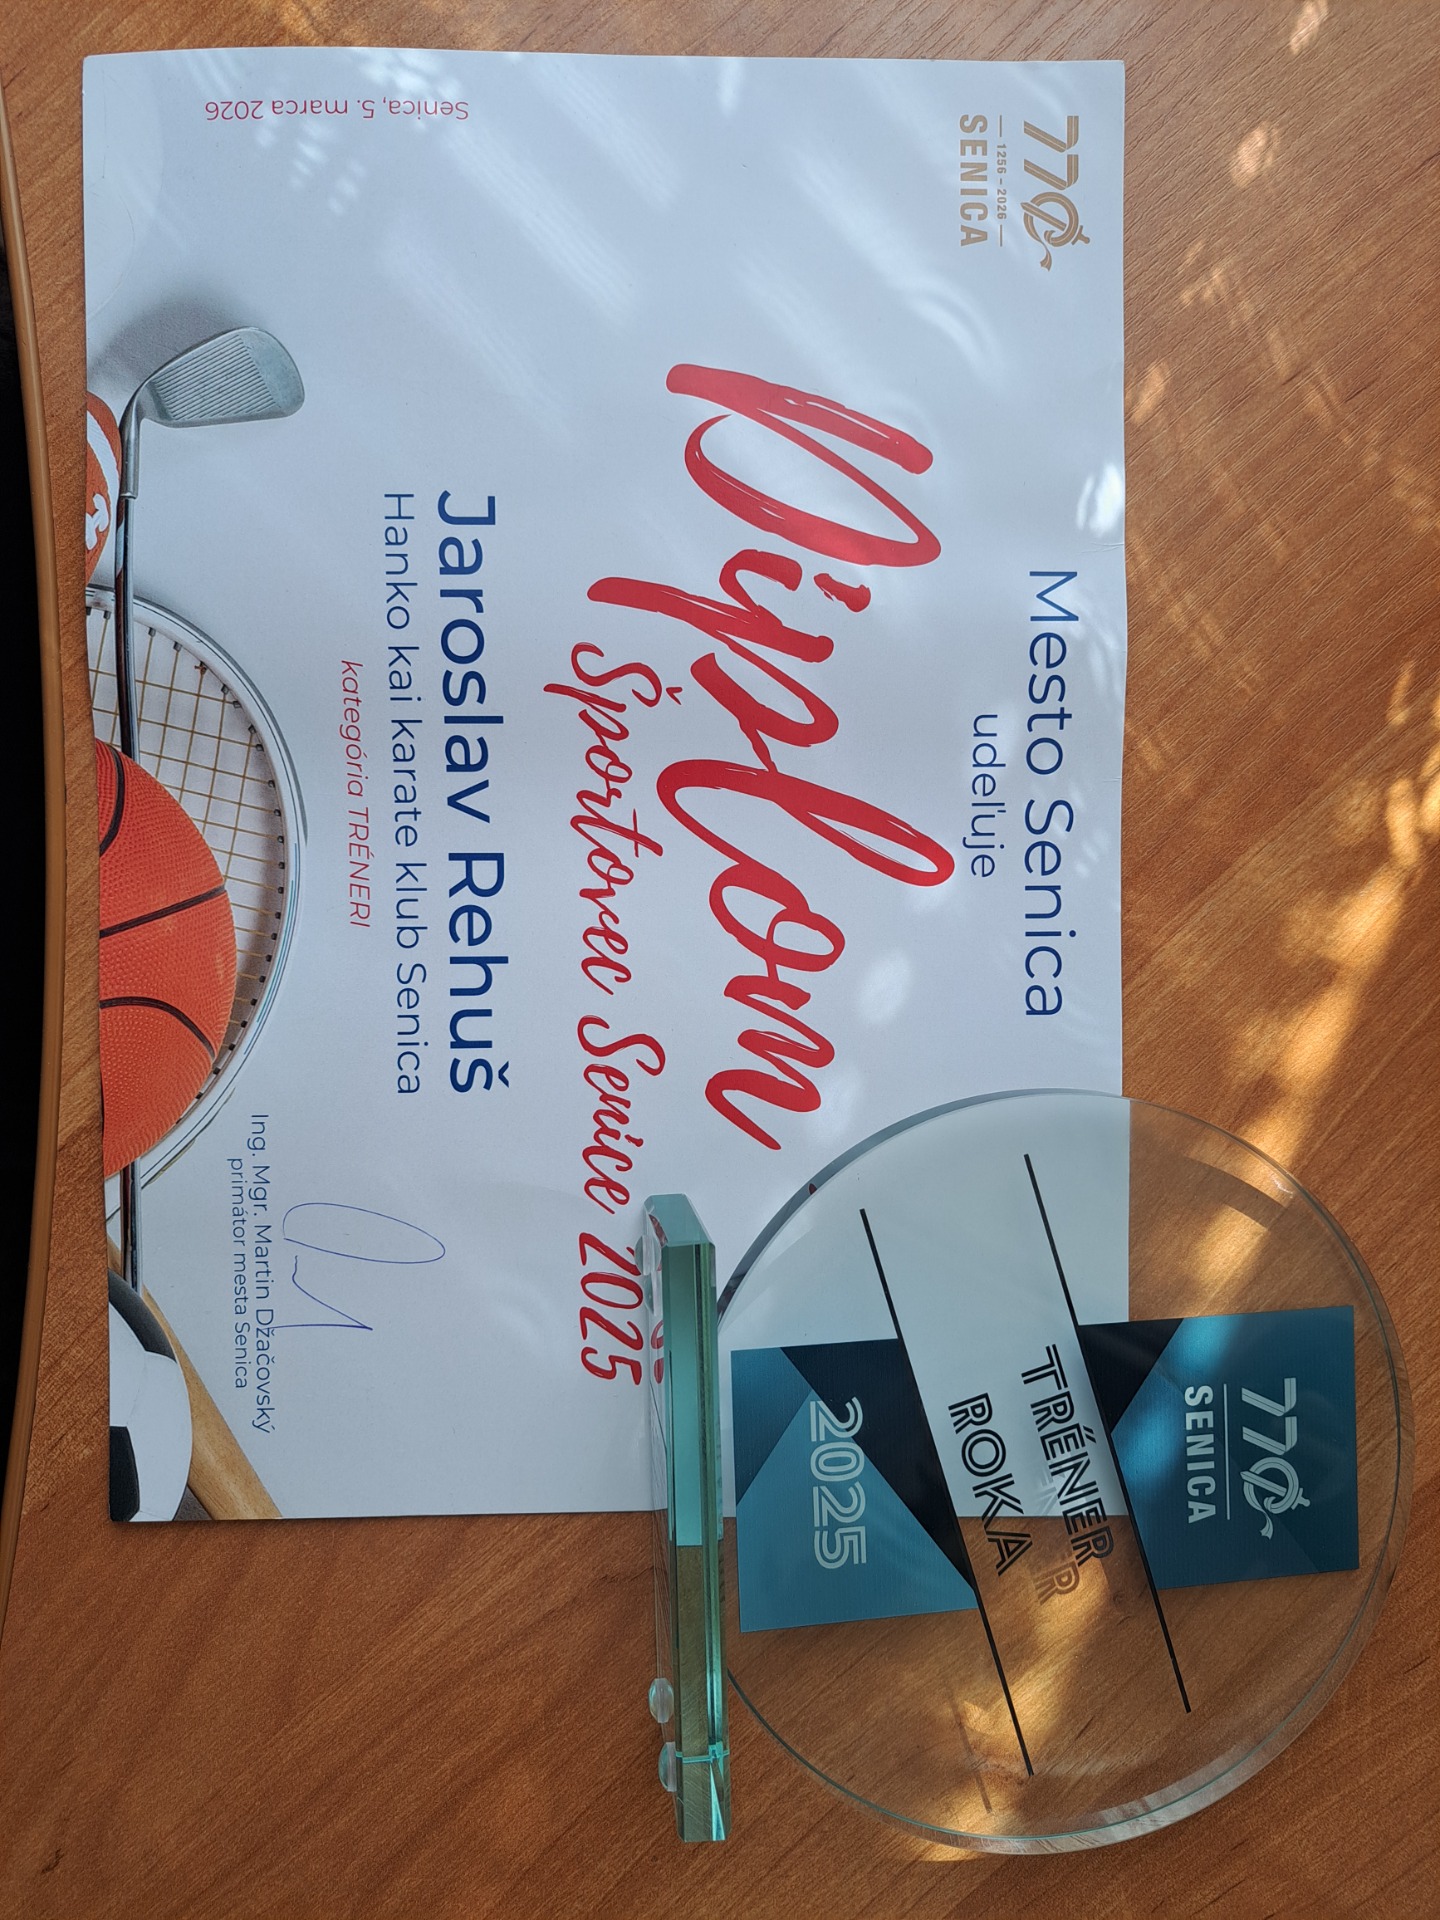 770
— 1256 - 2026 —
SENICA
Mesto Senica
udeľuje
Diplom
Športovec Senice 2025
Jaroslav Rehuš
Hanko kai karate klub Senica
kategória TRÉNERI
Senica, 5. marca 2026
Ing. Mgr. Martin Džačovský
primátor mesta Senica
770
SENICA
TRÉNER
ROKA
2025